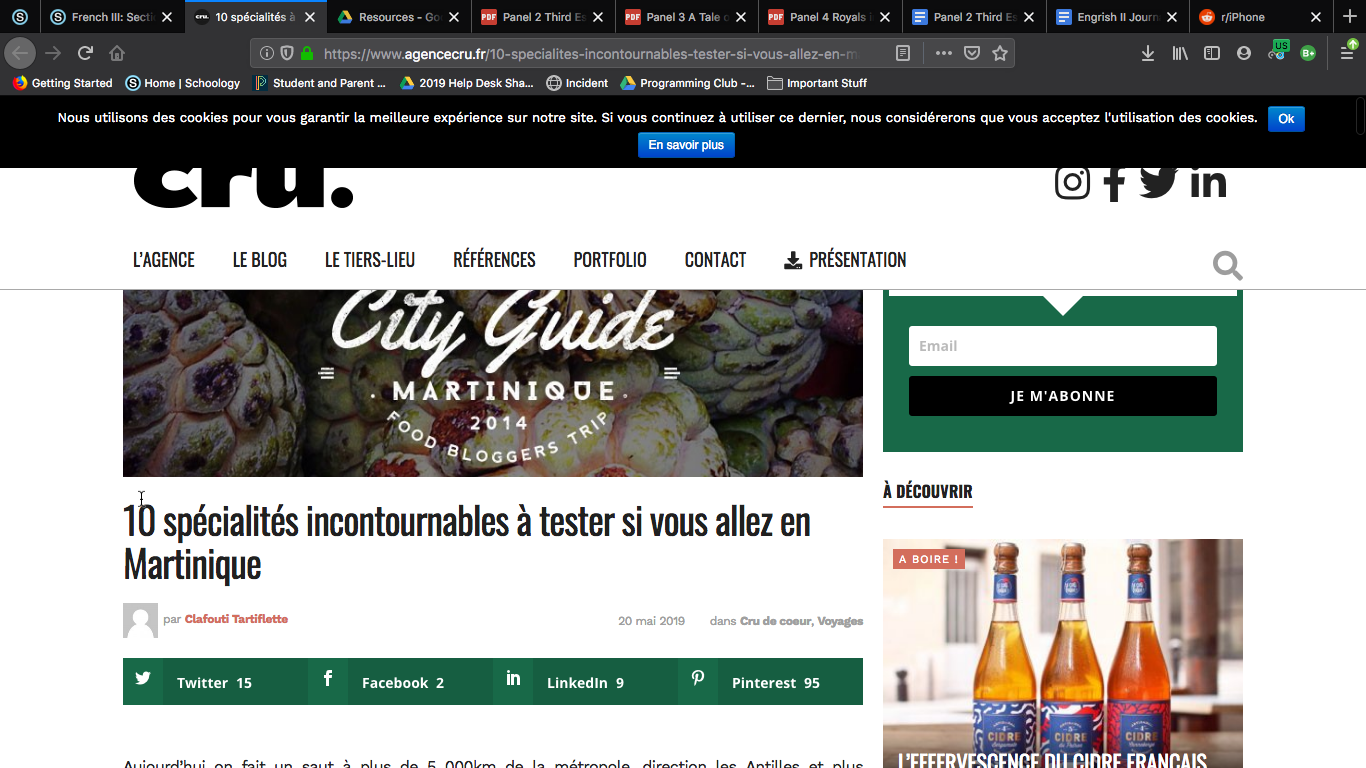 French III: Secti
10 spécialités à
Resources - Go
Panel 2 Third Es
Panel 3 A Tale o
Panel 4 Royals i
Panel 2 Third Es
Engrish II Journ
r/iPhone
https://www.agencecru.fr/10-specialites-incontournables-tester-si-vous-allez-en-m
US
B+
Getting Started
Home | Schoology
Student and Parent ...
2019 Help Desk Sha...
Incident
Programming Club -...
Important Stuff
Nous utilisons des cookies pour vous garantir la meilleure expérience sur notre site. Si vous continuez à utiliser ce dernier, nous considérerons que vous acceptez l'utilisation des cookies.
Ok
En savoir plus
cru.
L'AGENCE
LE BLOG
LE TIERS-LIEU
RÉFÉRENCES
PORTFOLIO
CONTACT
PRÉSENTATION
City Guide
MARTINIQUE
2014
FOOD BLOGGERS TRIP
10 spécialités incontournables à tester si vous allez en
Martinique
par Clafouti Tartiflette
20 mai 2019
dans Cru de coeur, Voyages
Twitter 15
Facebook 2
LinkedIn 9
Pinterest 95
Aujourd'hui on fait un saut à plus de 5 000km de la métropole, direction les Antilles et plus
Email
JE M'ABONNE
À DÉCOUVRIR
A BOIRE !
CIDRE
CIDRE
CIDRE
L'EFFERVESCENCE DU CIDRE FRANÇAIS